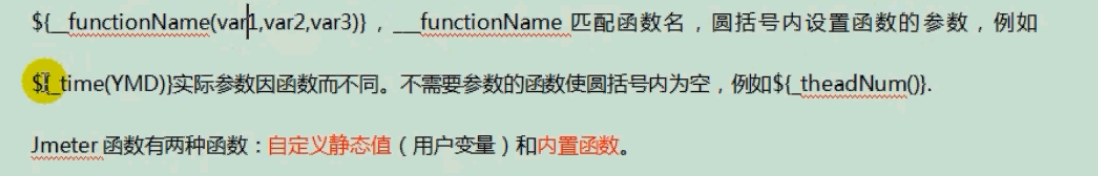 ${__functionName(var1,var2,var3)}，___functionName 匹配函数名，圆括号内设置函数的参数，例如
${_time(YMD)}实际参数因函数而不同。不需要参数的函数使圆括号内为空，例如${_theadNum()}.
Jmeter 函数有两种函数：自定义静态值（用户变量）和内置函数。